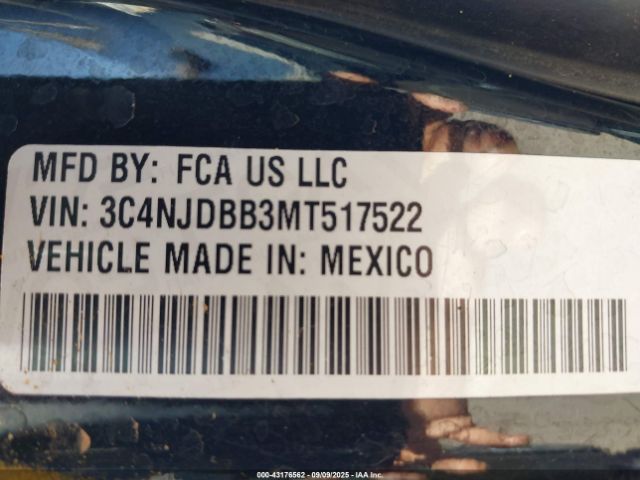 MFD BY: FCA US LLC
VIN: 3C4NJDBB3MT517522
VEHICLE MADE IN: MEXICO
000-43176562 - 09/09/2025 - IAA Inc.